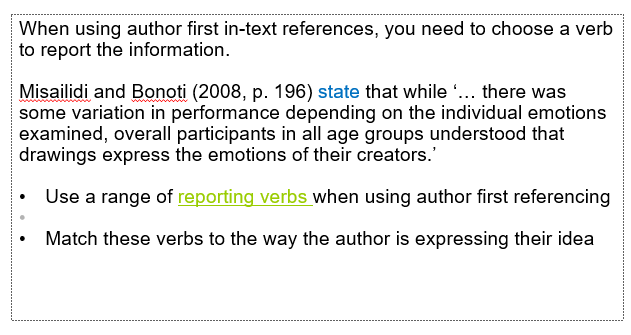 When using author first in-text references, you need to choose a verb
to report the information.
Misailidi and Bonoti (2008, p. 196) state that while ‘… there was
some variation in performance depending on the individual emotions
examined, overall participants in all age groups understood that
drawings express the emotions of their creators.’
• Use a range of reporting verbs when using author first referencing
•
• Match these verbs to the way the author is expressing their idea